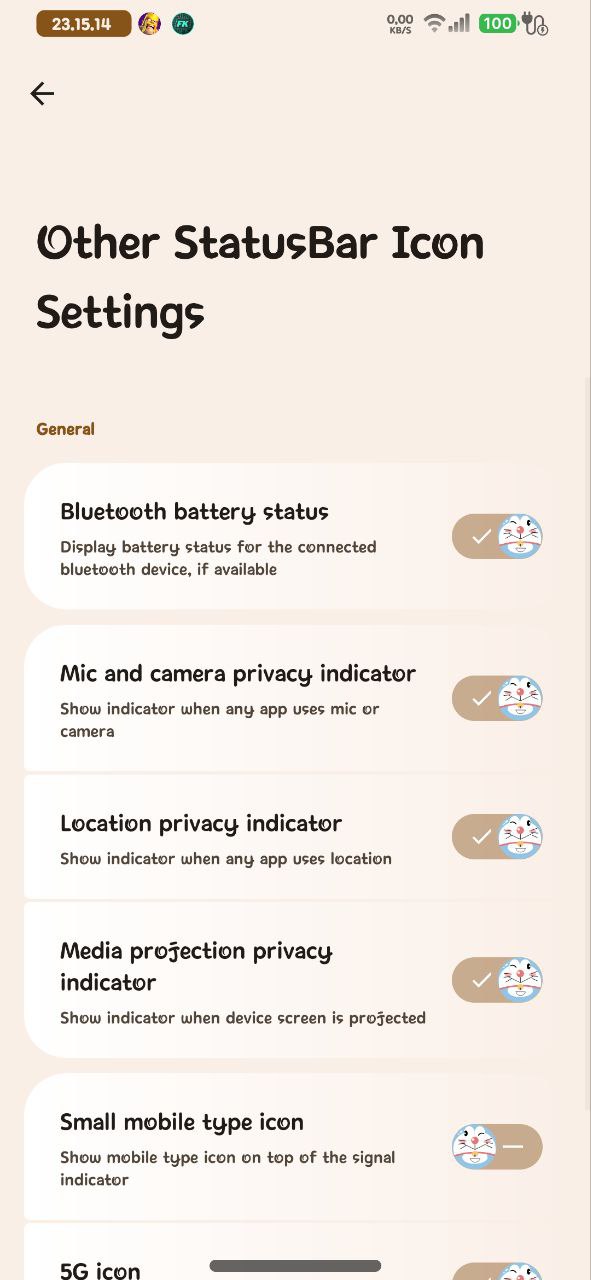 23.15.14
FK
0,00
KB/S
100
Other StatusBar Icon
Settings
General
Bluetooth battery status
Display battery status for the connected
bluetooth device, if available
Mic and camera privacy indicator
Show indicator when any app uses mic or
camera
Location privacy indicator
Show indicator when any app uses location
Media projection privacy
indicator
Show indicator when device screen is projected
Small mobile type icon
Show mobile type icon on top of the signal
indicator
5G icon